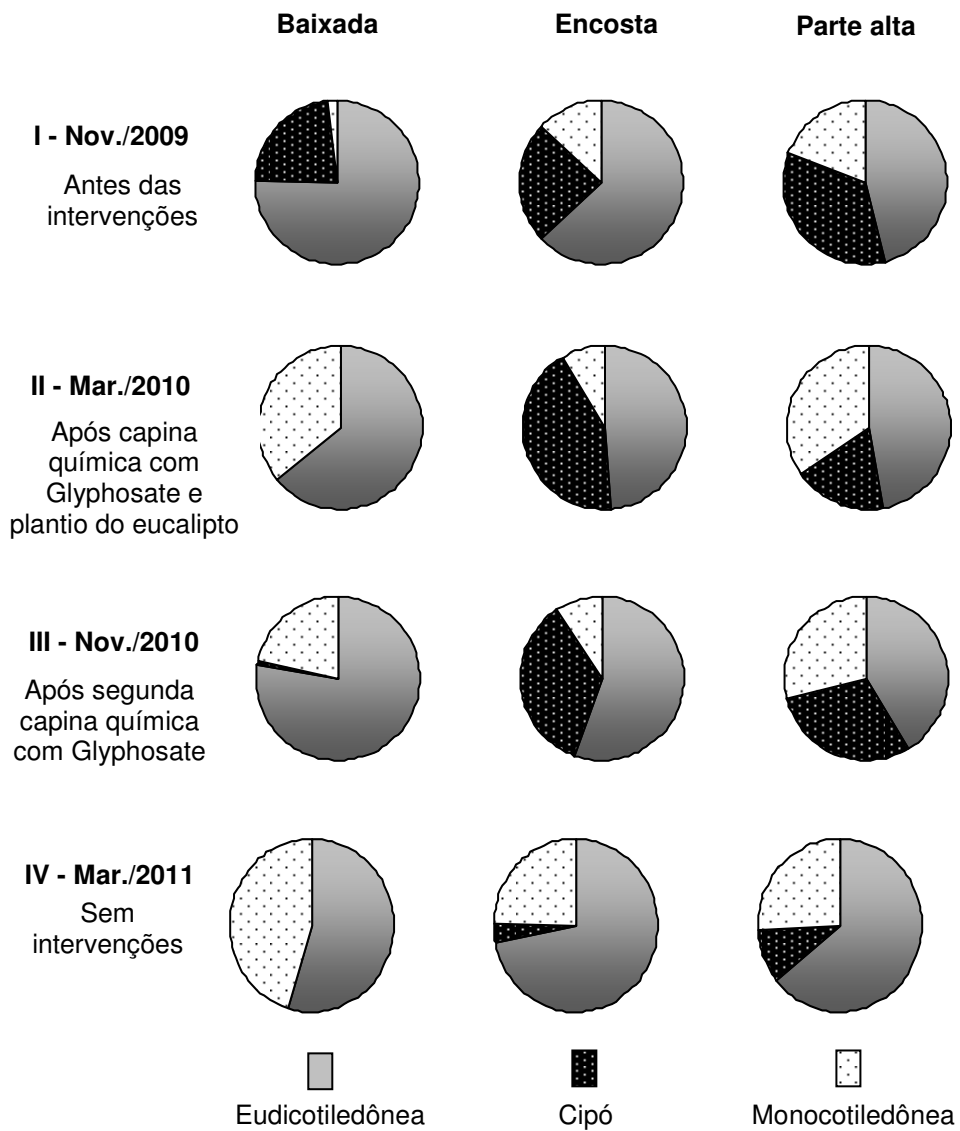 Baixada Encosta Parte alta
I - Nov./2009
Antes das
intervenções
II - Mar./2010
Após capina
química com
Glyphosate e
plantio do eucalipto
III - Nov./2010
Após segunda
capina química
com Glyphosate
IV - Mar./2011
Sem
intervenções
Eudicotiledônea Cipó Monocotiledônea